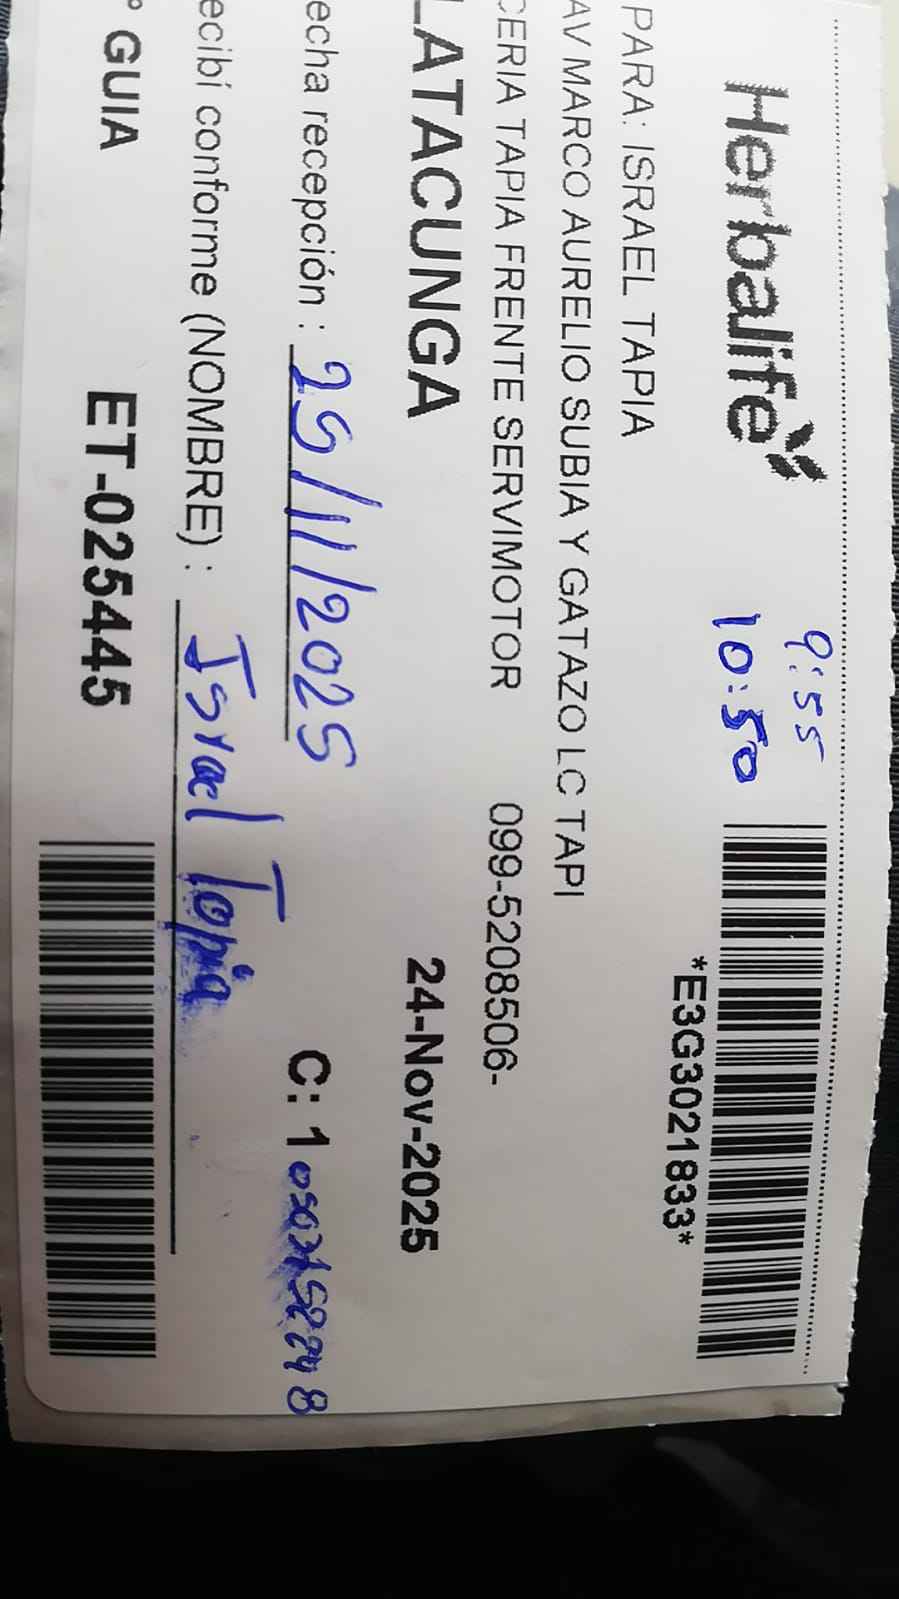 Herbalife
9:55
10:50
*E3G3021833*
PARA: ISRAEL TAPIA
AV MARCO AURELIO SUBIA Y GATAZO LC TAPI
CERIA TAPIA FRENTE SERVIMOTOR 099-5208506-
LATACUNGA 24-Nov-2025
echa recepción : 25/11/2025 C: 1
ecibí conforme (NOMBRE) : Israel Tapia
° GUIA ET-025445